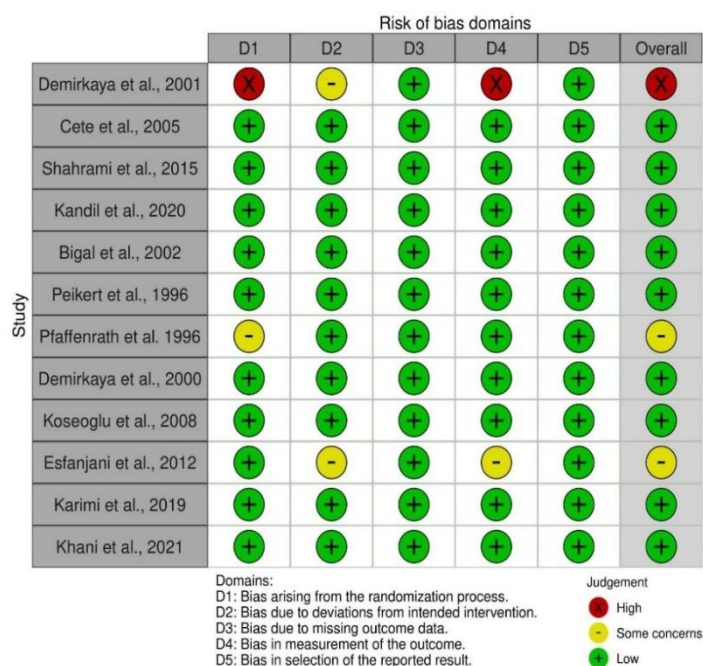 Risk of bias domains
D1 D2 D3 D4 D5 Overall
Study
Demirkaya et al., 2001 X - + X + X
Cete et al., 2005 + + + + + +
Shahrami et al., 2015 + + + + + +
Kandil et al., 2020 + + + + + +
Bigal et al., 2002 + + + + + +
Peikert et al., 1996 + + + + + +
Pfaffenrath et al. 1996 - + + + + -
Demirkaya et al., 2000 + + + + + +
Koseoglu et al., 2008 + + + + + +
Esfanjani et al., 2012 + - + - + -
Karimi et al., 2019 + + + + + +
Khani et al., 2021 + + + + + +
Domains:
D1: Bias arising from the randomization process.
D2: Bias due to deviations from intended intervention.
D3: Bias due to missing outcome data.
D4: Bias in measurement of the outcome.
D5: Bias in selection of the reported result.
Judgement
X High
- Some concerns
+ Low